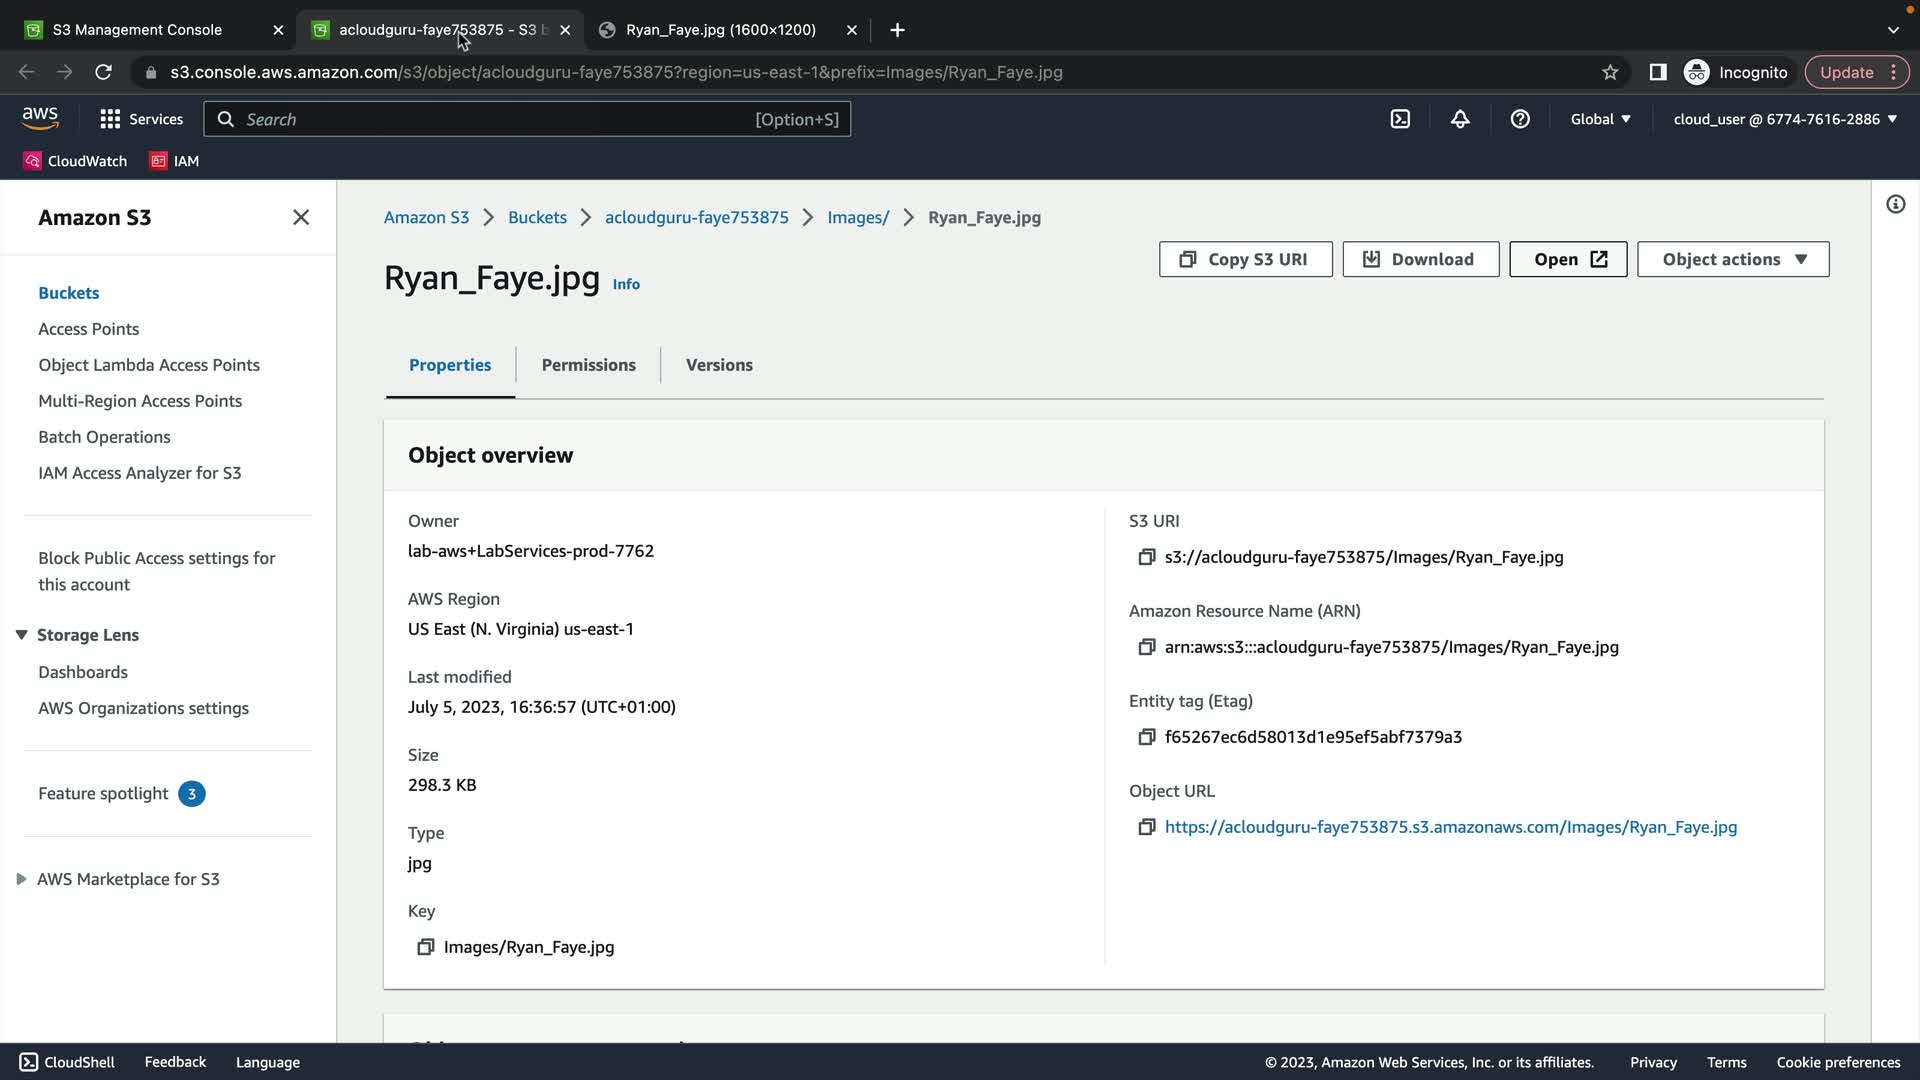 S3 Management Console
acloudguru-faye753875 - S3 b
Ryan_Faye.jpg (1600×1200)
s3.console.aws.amazon.com/s3/object/acloudguru-faye753875?region=us-east-1&prefix=Images/Ryan_Faye.jpg
Incognito
Update
aws
Services
Search
[Option+S]
Global
cloud_user @ 6774-7616-2886
CloudWatch
IAM
Amazon S3
Buckets
Access Points
Object Lambda Access Points
Multi-Region Access Points
Batch Operations
IAM Access Analyzer for S3
Block Public Access settings for
this account
Storage Lens
Dashboards
AWS Organizations settings
Feature spotlight 3
AWS Marketplace for S3
Amazon S3 > Buckets > acloudguru-faye753875 > Images/ > Ryan_Faye.jpg
Ryan_Faye.jpg Info
Copy S3 URI
Download
Open
Object actions
Properties
Permissions
Versions
Object overview
Owner
lab-aws+LabServices-prod-7762
AWS Region
US East (N. Virginia) us-east-1
Last modified
July 5, 2023, 16:36:57 (UTC+01:00)
Size
298.3 KB
Type
jpg
Key
Images/Ryan_Faye.jpg
S3 URI
s3://acloudguru-faye753875/Images/Ryan_Faye.jpg
Amazon Resource Name (ARN)
arn:aws:s3:::acloudguru-faye753875/Images/Ryan_Faye.jpg
Entity tag (Etag)
f65267ec6d58013d1e95ef5abf7379a3
Object URL
https://acloudguru-faye753875.s3.amazonaws.com/Images/Ryan_Faye.jpg
CloudShell
Feedback
Language
© 2023, Amazon Web Services, Inc. or its affiliates.
Privacy
Terms
Cookie preferences